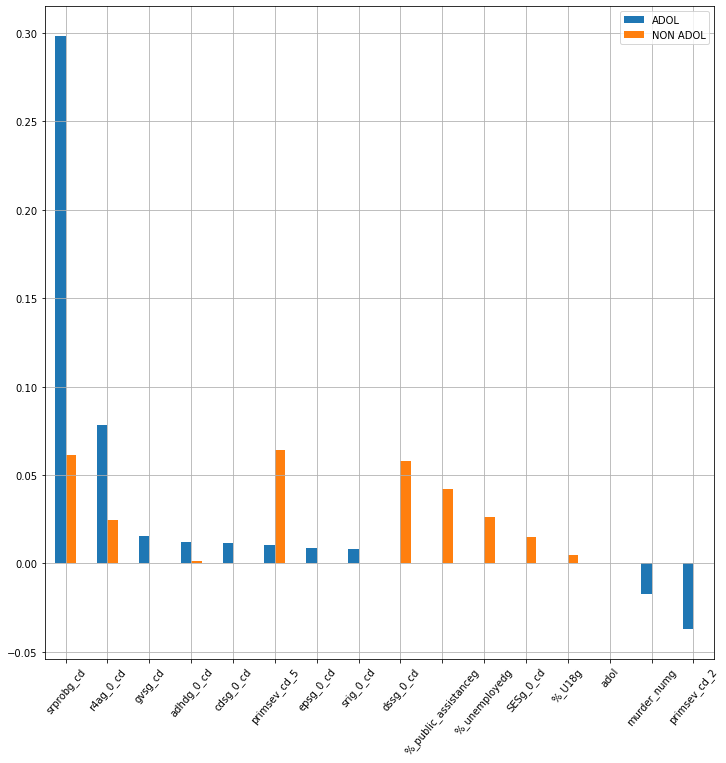 ADOL
NON ADOL
0.30
0.25
0.20
0.15
0.10
0.05
0.00
−0.05
srprobg_cd
r4ag_0_cd
gvsg_cd
adhdg_0_cd
cdsg_0_cd
primsev_cd_5
epsg_0_cd
srig_0_cd
dssg_0_cd
%_public_assistanceg
%_unemployedg
SESg_0_cd
%_U18g
adol
murder_numg
primsev_cd_2